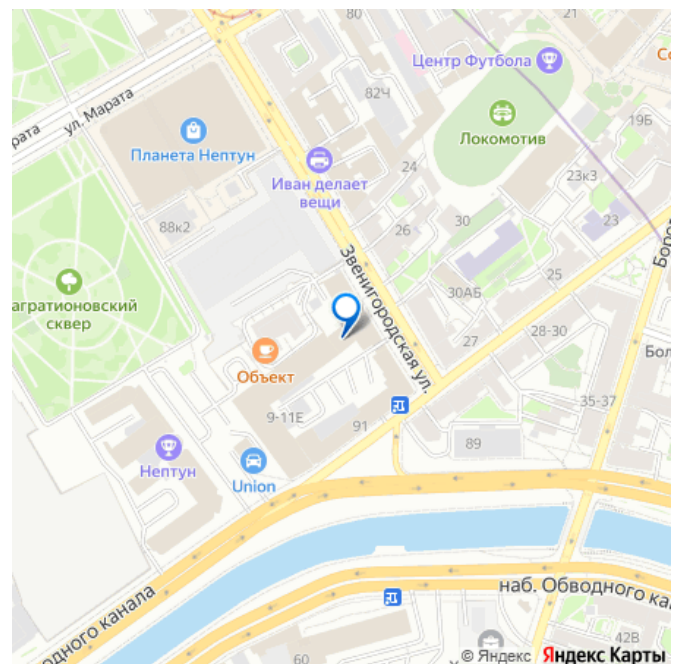 80
21
Центр Футбола
Со
82Ч
19Б
ул. Марата
рата
Локомотив
Планета Нептун
Иван делает
вещи
24
23к3
30
23
88к2
26
Звенигородская ул.
Боро
агратионовский
сквер
30АБ
25
28-30
27
Бол
Объект
9-11Е
91
35-37
89
Нептун
Union
наб. Обводного ка
одного канала
60
42В
© Яндекс Яндекс Карты